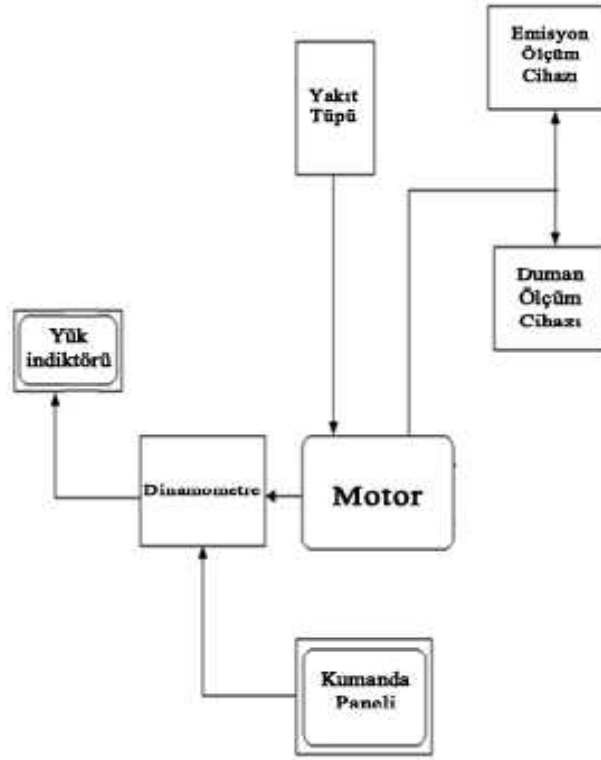 Emisyon
Ölçüm
Cihazı
Yakıt
Tüpü
Duman
Ölçüm
Cihazı
Yük
indiktörü
Dinamometre
Motor
Kumanda
Paneli